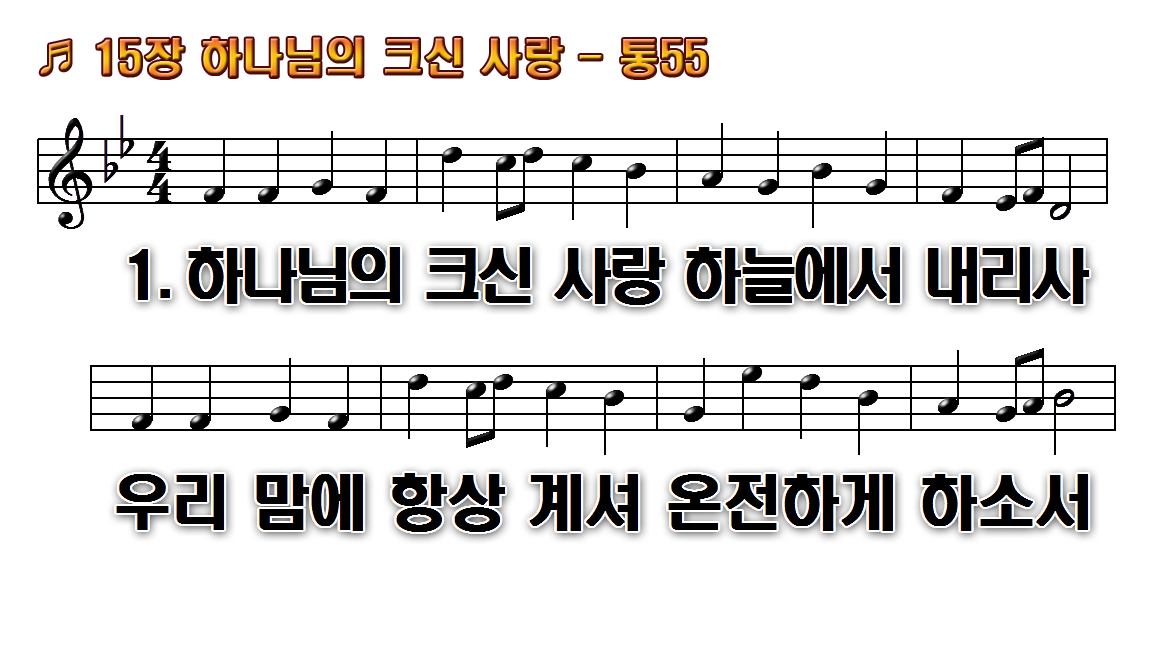 ♬ 15장 하나님의 크신 사랑 - 통55
1. 하나님의 크신 사랑 하늘에서 내리사
우리 맘에 항상 계셔 온전하게 하소서